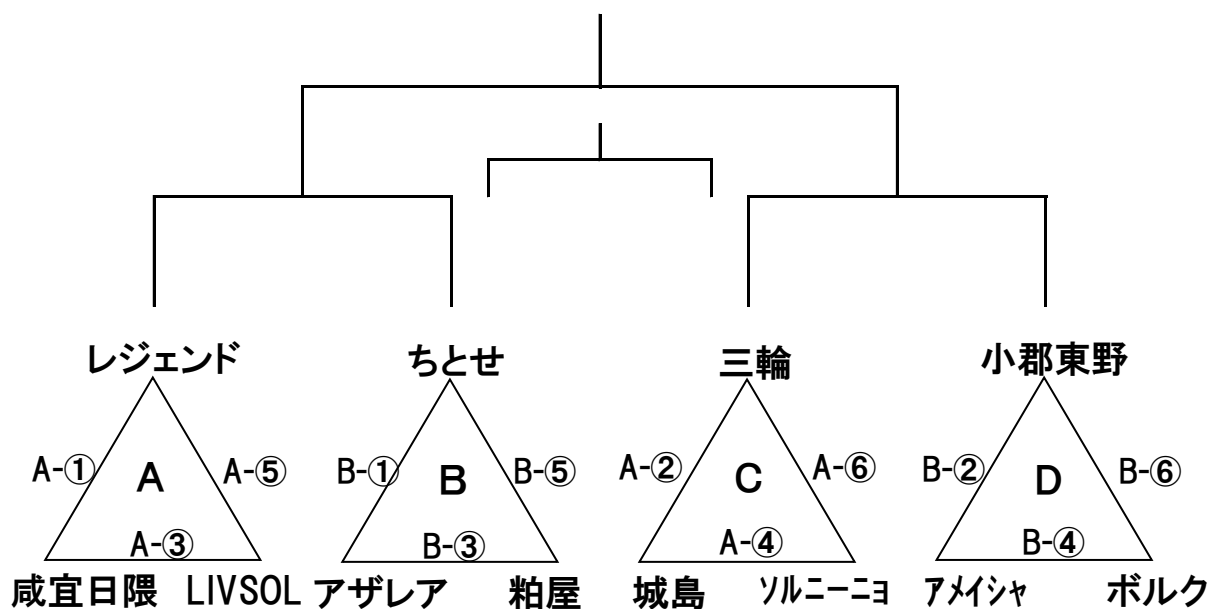 レジェンド ちとせ 三輪 小郡東野
A-① A A-⑤ B-① B B-⑤ A-② C A-⑥ B-② D B-⑥
A-③ B-③ A-④ B-④
咸宜日隈 LIVSOL アザレア 粕屋 城島 ソルニーニョ アメイシャ ボルク